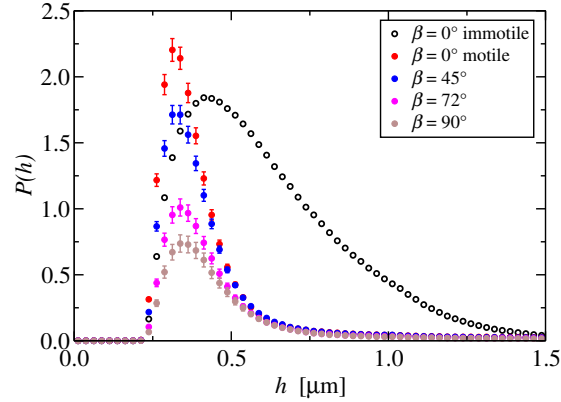 2.5
2.0
1.5
1.0
0.5
0.0
P(h)
β = 0° immotile
β = 0° motile
β = 45°
β = 72°
β = 90°
0.0 0.5 1.0 1.5
h [μm]